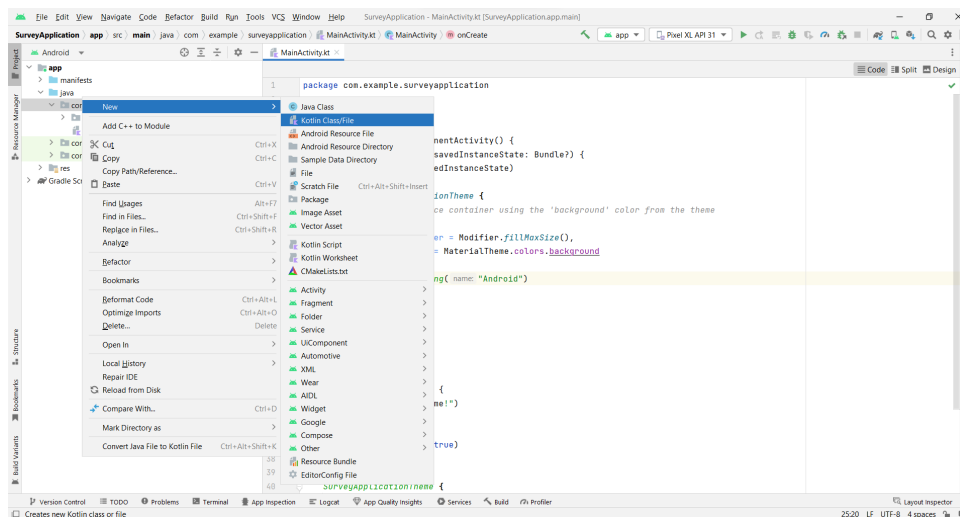 File Edit View Navigate Code Refactor Build Run Tools VCS Window Help SurveyApplication - MainActivity.kt [SurveyApplication.app.main]
SurveyApplication app src main java com example surveyapplication MainActivity.kt MainActivity onCreate app Pixel XL API 31
Project
Android
MainActivity.kt
Code Split Design
app
manifests
java
con
con
con
res
Gradle Scr
Resource Manager
Structure
Bookmarks
Build Variants
New
Add C++ to Module
Cut Ctrl+X
Copy Ctrl+C
Copy Path/Reference...
Paste Ctrl+V
Find Usages Alt+F7
Find in Files... Ctrl+Shift+F
Replace in Files... Ctrl+Shift+R
Analyze
Refactor
Bookmarks
Reformat Code Ctrl+Alt+L
Optimize Imports Ctrl+Alt+O
Delete... Delete
Open In
Local History
Repair IDE
Reload from Disk
Compare With... Ctrl+D
Mark Directory as
Convert Java File to Kotlin File Ctrl+Alt+Shift+K
Java Class
Kotlin Class/File
Android Resource File
Android Resource Directory
Sample Data Directory
File
Scratch File Ctrl+Alt+Shift+Insert
Package
Image Asset
Vector Asset
Kotlin Script
Kotlin Worksheet
CMakeLists.txt
Activity
Fragment
Folder
Service
UiComponent
Automotive
XML
Wear
AIDL
Widget
Google
Compose
Other
Resource Bundle
EditorConfig File
1 package com.example.surveyapplication
nentActivity() {
savedInstanceState: Bundle?) {
edInstanceState)
ionTheme {
ce container using the 'background' color from the theme
er = Modifier.fillMaxSize(),
= MaterialTheme.colors.background
ng( name: "Android")
{
me!")
true)
38
39
40 SurveyApplicationTheme {
Version Control TODO Problems Terminal App Inspection Logcat App Quality Insights Services Build Profiler Layout Inspector
Creates new Kotlin class or file 25:20 LF UTF-8 4 spaces